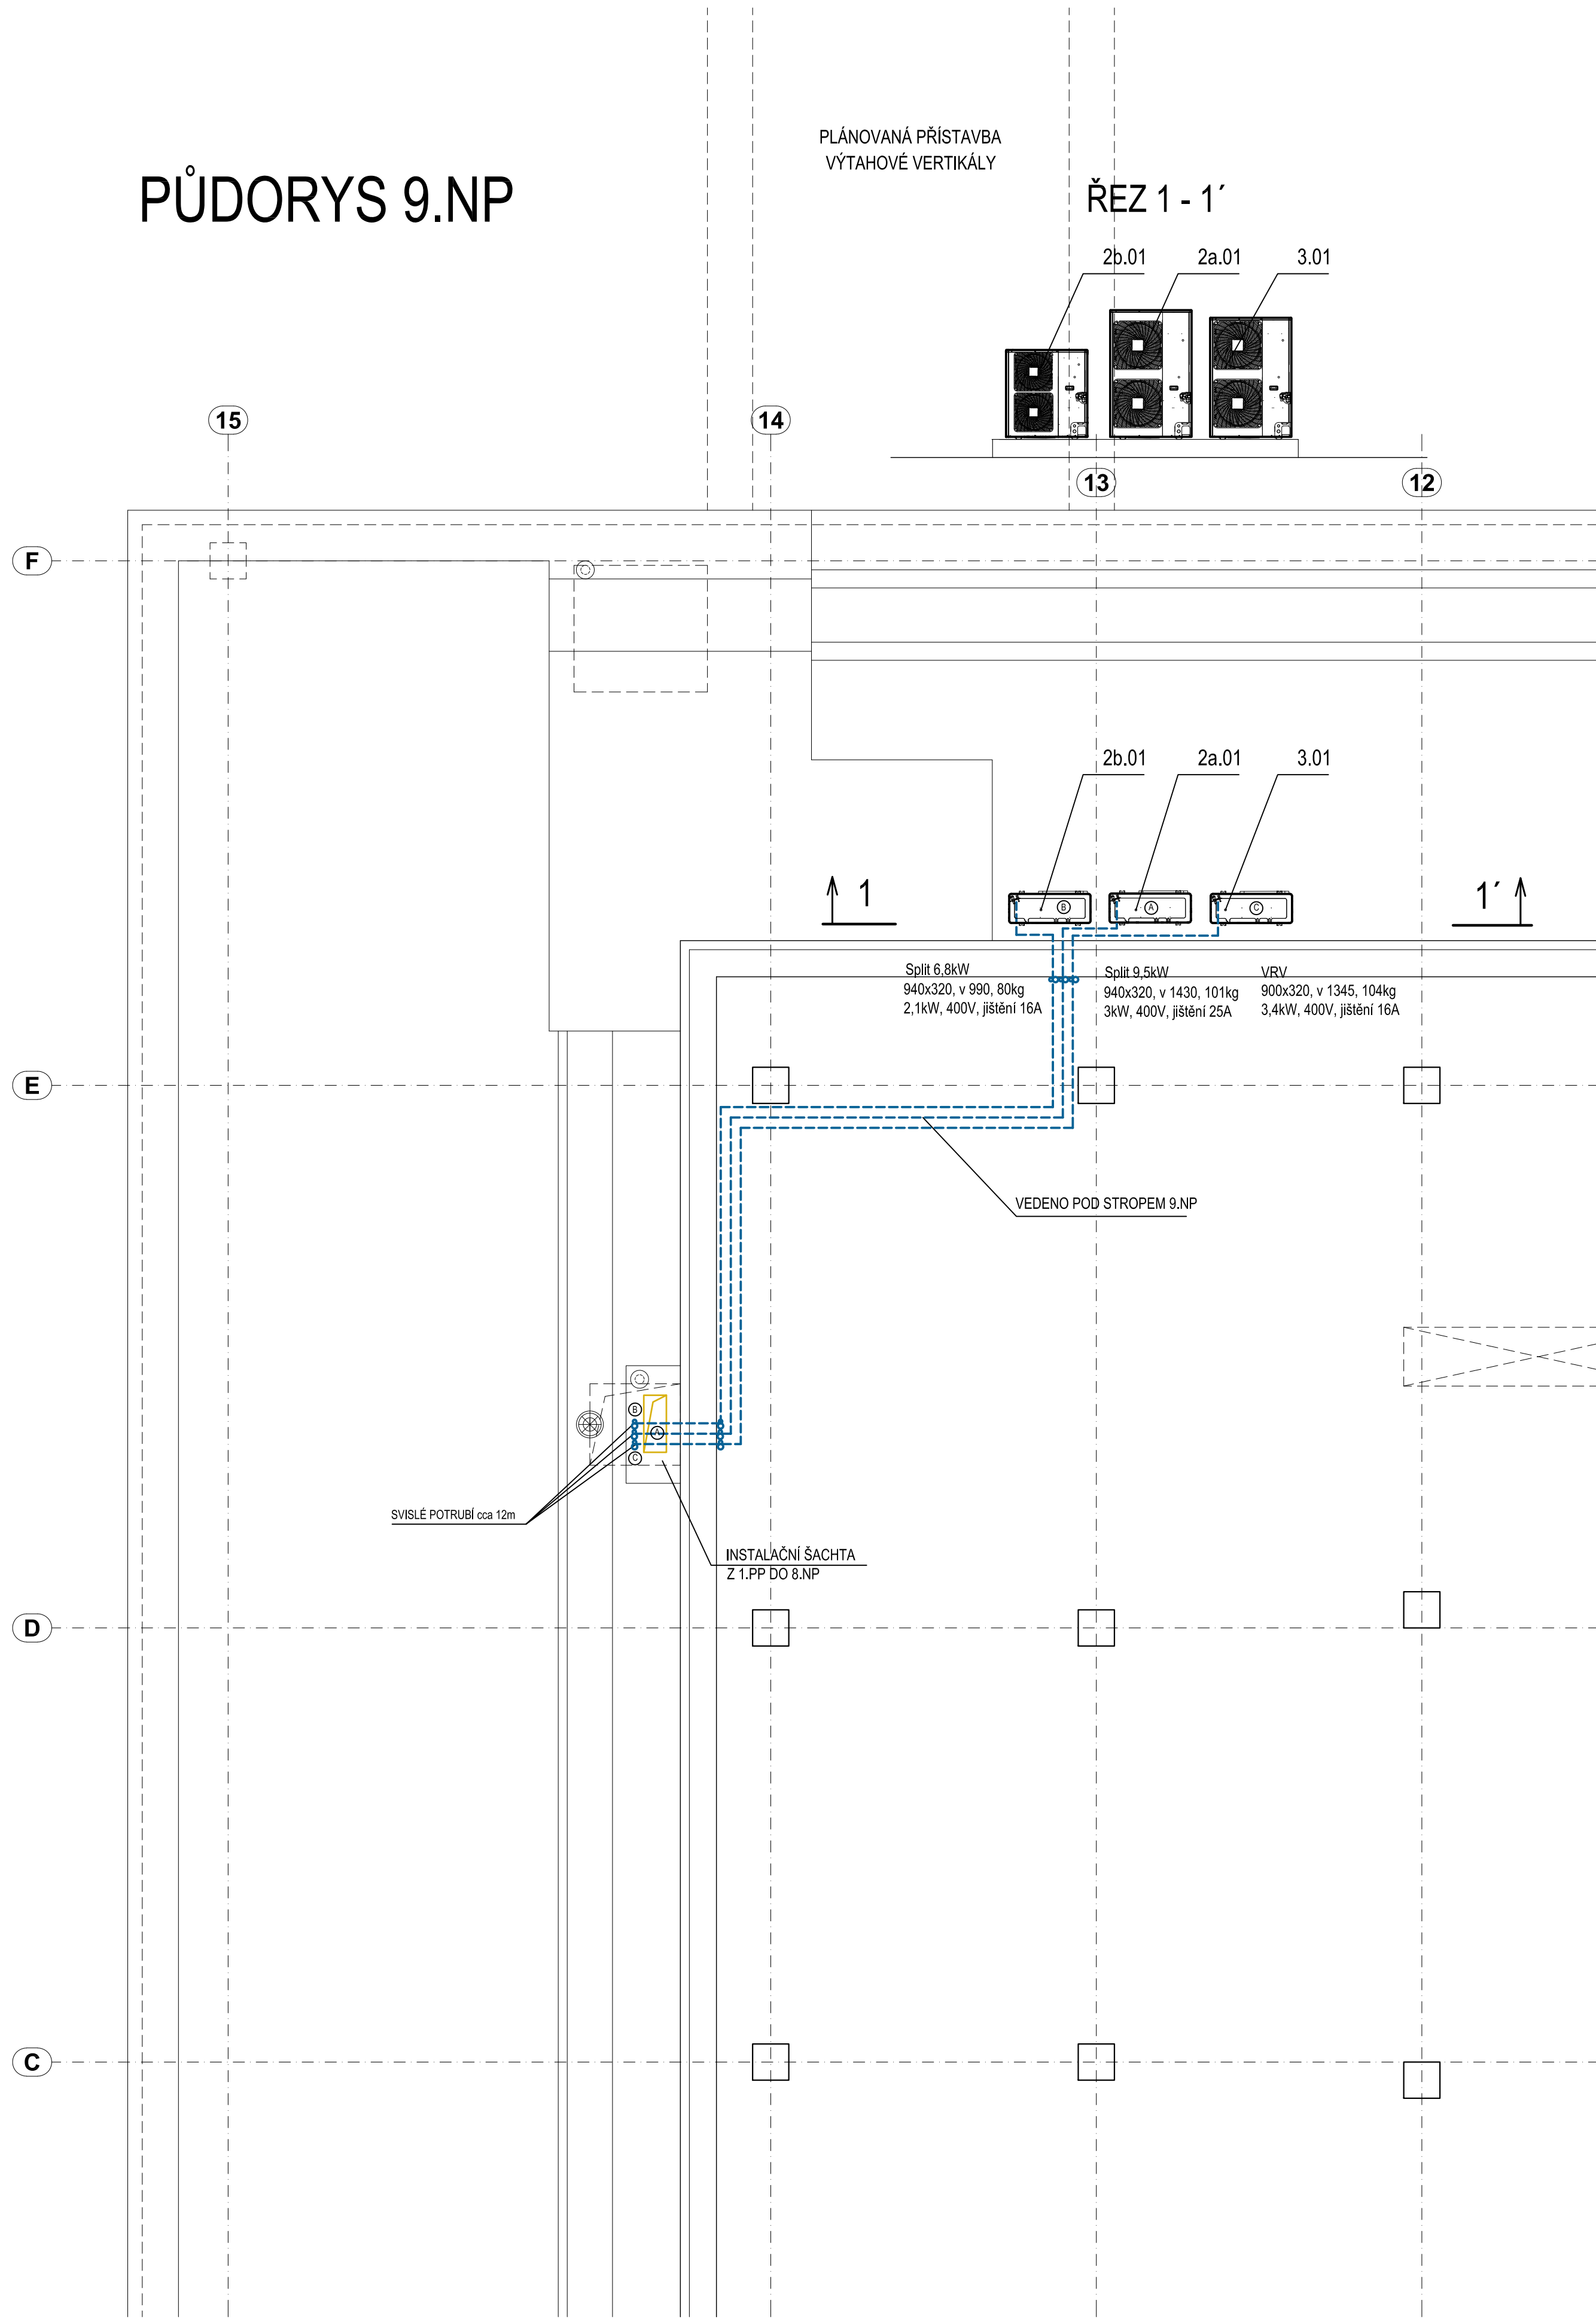 PLÁNOVANÁ PŘÍSTAVBA
VÝTAHOVÉ VERTIKÁLY
PŮDORYS 9.NP
ŘEZ 1 - 1´
2b.01
2a.01
3.01
15
14
13
12
F
2b.01
2a.01
3.01
1
B
A
C
1´
Split 6,8kW
940x320, v 990, 80kg
2,1kW, 400V, jištění 16A
Split 9,5kW
940x320, v 1430, 101kg
3kW, 400V, jištění 25A
VRV
900x320, v 1345, 104kg
3,4kW, 400V, jištění 16A
E
VEDENO POD STROPEM 9.NP
B
A
C
SVISLÉ POTRUBÍ cca 12m
INSTALAČNÍ ŠACHTA
Z 1.PP DO 8.NP
D
C